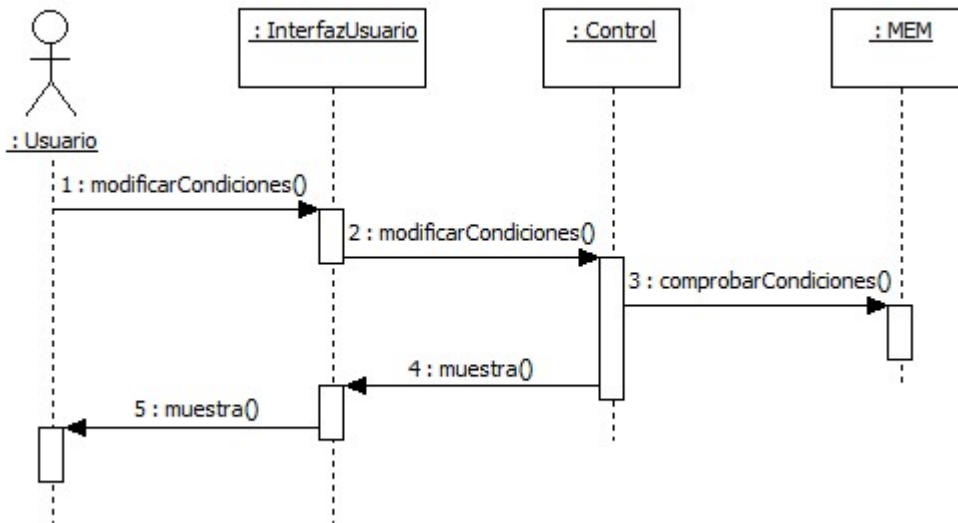 : InterfazUsuario
: Control
: MEM
: Usuario
1 : modificarCondiciones()
2 : modificarCondiciones()
3 : comprobarCondiciones()
4 : muestra()
5 : muestra()